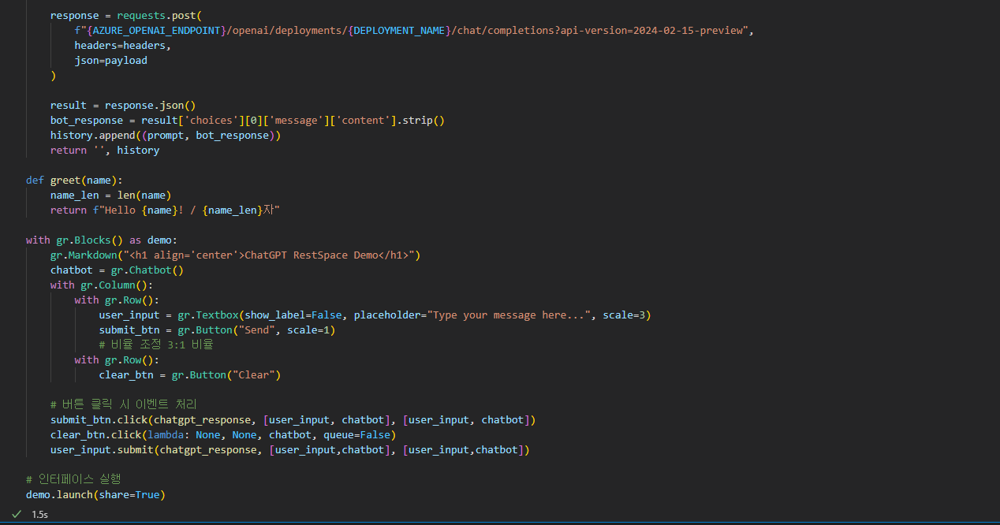 response = requests.post(
f"{AZURE_OPENAI_ENDPOINT}/openai/deployments/{DEPLOYMENT_NAME}/chat/completions?api-version=2024-02-15-preview",
headers=headers,
json=payload
)
result = response.json()
bot_response = result['choices'][0]['message']['content'].strip()
history.append((prompt, bot_response))
return '', history
def greet(name):
name_len = len(name)
return f"Hello {name}! / {name_len}자"
with gr.Blocks() as demo:
gr.Markdown("<h1 align='center'>ChatGPT RestSpace Demo</h1>")
chatbot = gr.Chatbot()
with gr.Column():
with gr.Row():
user_input = gr.Textbox(show_label=False, placeholder="Type your message here...", scale=3)
submit_btn = gr.Button("Send", scale=1)
# 비율 조정 3:1 비율
with gr.Row():
clear_btn = gr.Button("Clear")
# 버튼 클릭 시 이벤트 처리
submit_btn.click(chatgpt_response, [user_input, chatbot], [user_input, chatbot])
clear_btn.click(lambda: None, None, chatbot, queue=False)
user_input.submit(chatgpt_response, [user_input,chatbot], [user_input,chatbot])
# 인터페이스 실행
demo.launch(share=True)
1.5s